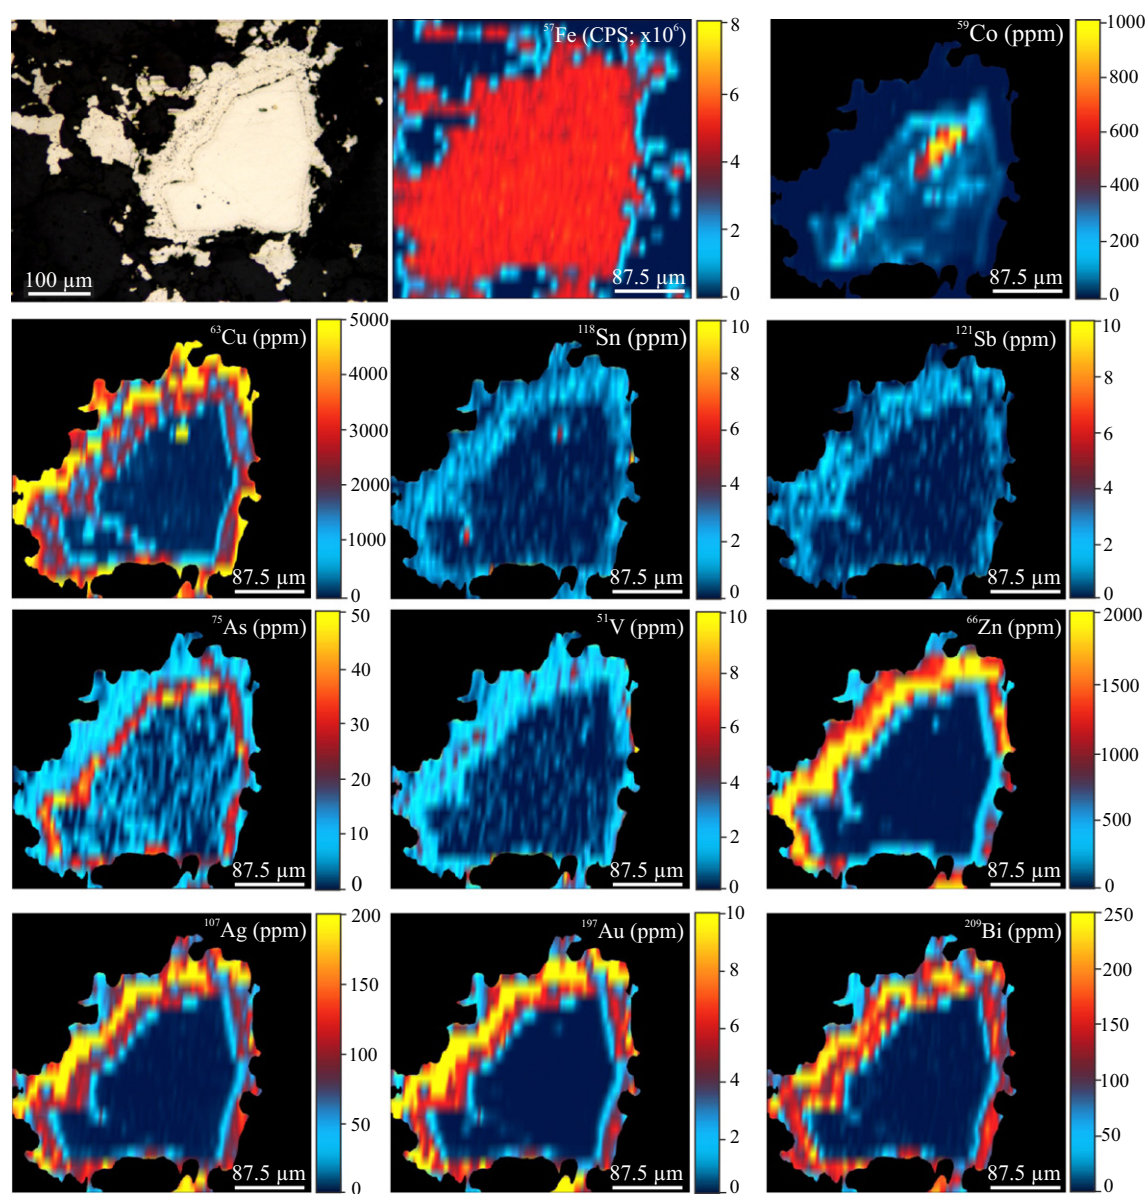 100 µm
⁵⁷Fe (CPS; x10⁶)
87.5 µm
8
6
4
2
0
⁵⁹Co (ppm)
87.5 µm
1000
800
600
400
200
0
⁶³Cu (ppm)
87.5 µm
5000
4000
3000
2000
1000
0
¹¹⁸Sn (ppm)
87.5 µm
10
8
6
4
2
0
¹²¹Sb (ppm)
87.5 µm
10
8
6
4
2
0
⁷⁵As (ppm)
87.5 µm
50
40
30
20
10
0
⁵¹V (ppm)
87.5 µm
10
8
6
4
2
0
⁶⁶Zn (ppm)
87.5 µm
2000
1500
1000
500
0
¹⁰⁷Ag (ppm)
87.5 µm
200
150
100
50
0
¹⁹⁷Au (ppm)
87.5 µm
10
8
6
4
2
0
²⁰⁹Bi (ppm)
87.5 µm
250
200
150
100
50
0